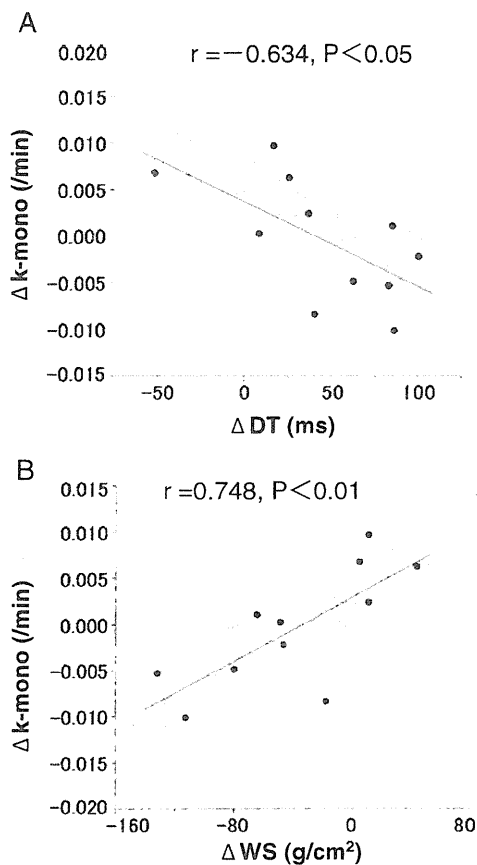 A
r =−0.634, P<0.05
0.020
0.015
0.010
0.005
0.000
−0.005
−0.010
−0.015
Δ k-mono (/min)
−50 0 50 100
Δ DT (ms)
B
r =0.748, P<0.01
0.015
0.010
0.005
0.000
−0.005
−0.010
−0.015
−0.020
Δ k-mono (/min)
−160 −80 0 80
Δ WS (g/cm²)